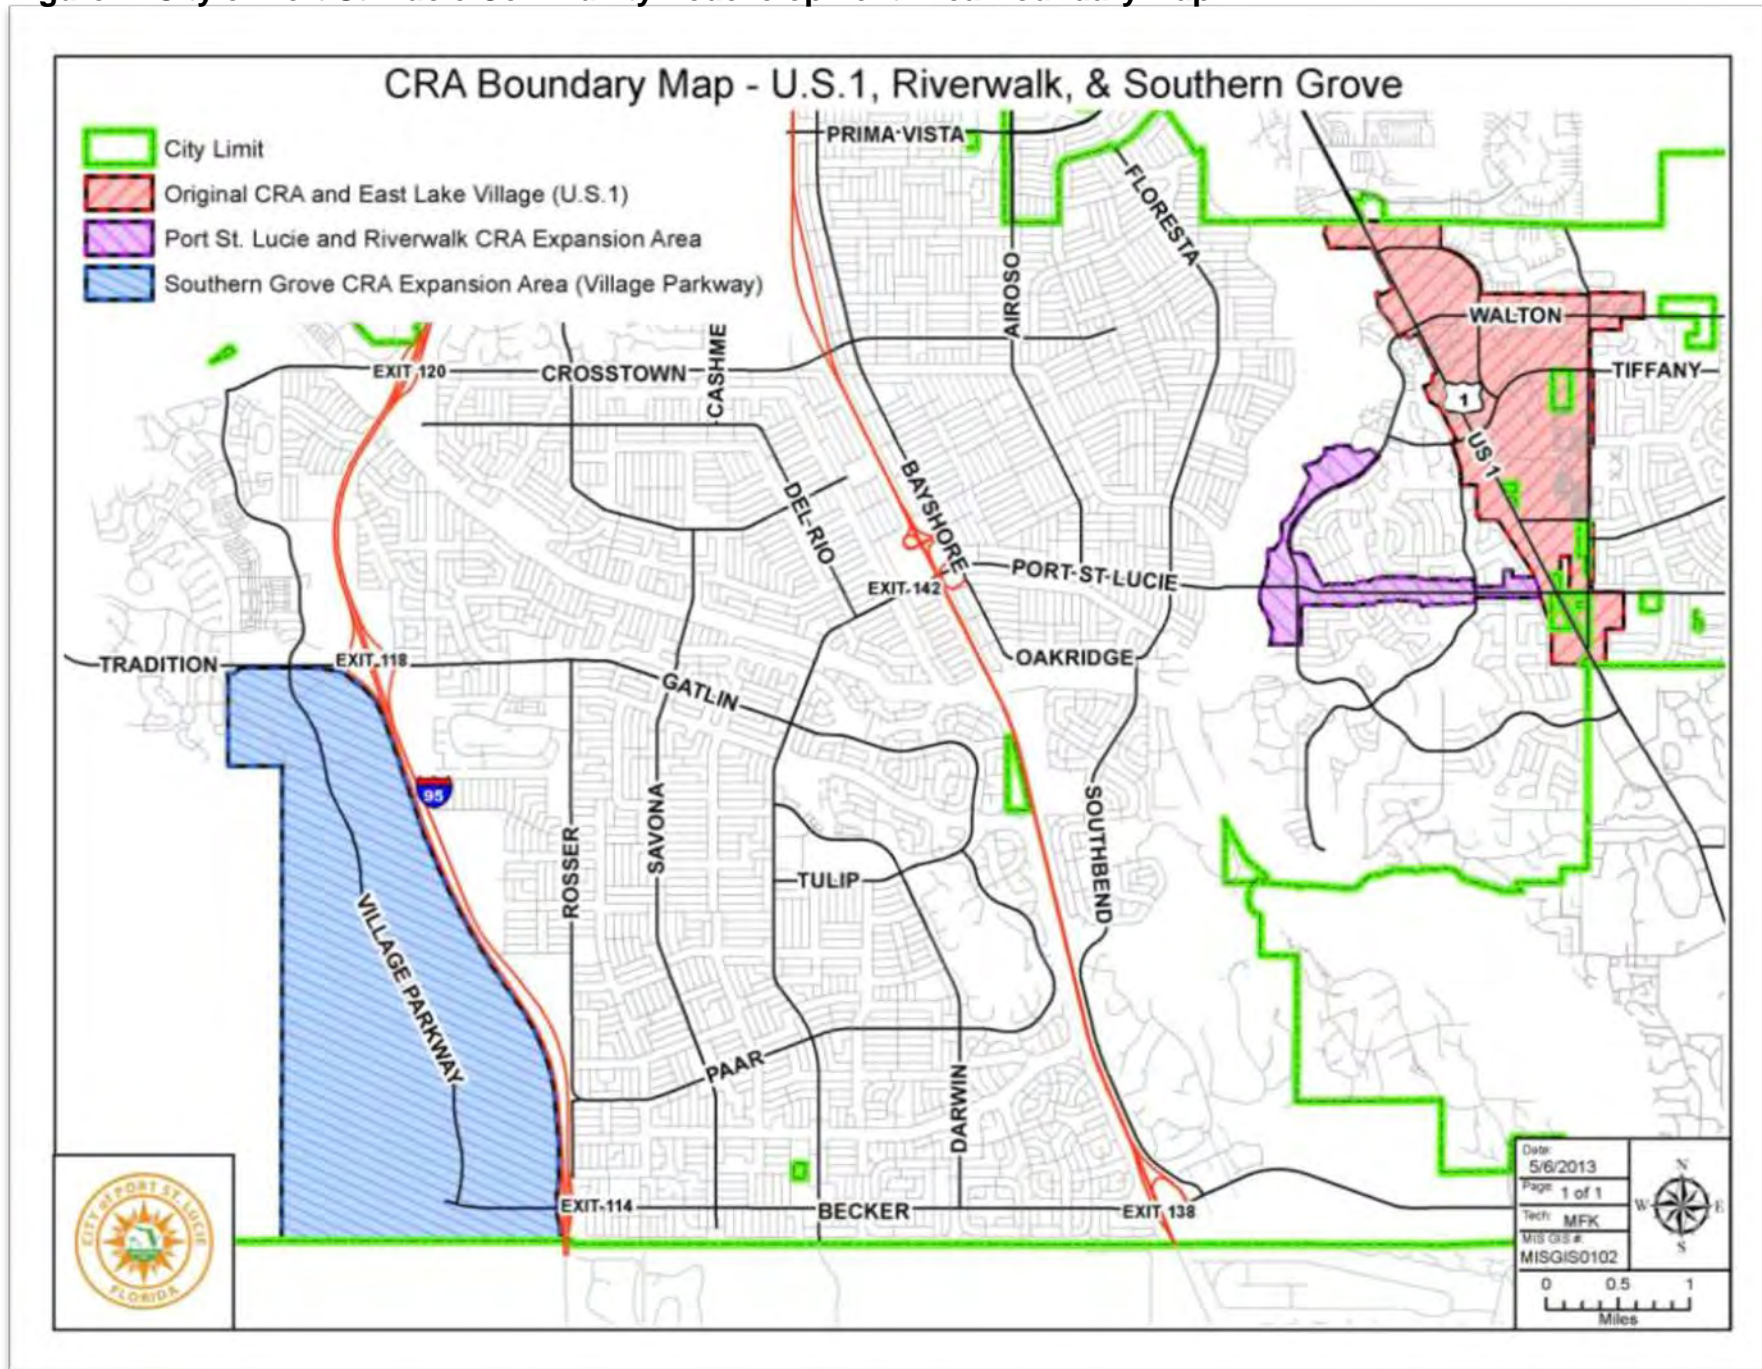 CRA Boundary Map - U.S.1, Riverwalk, & Southern Grove
City Limit
Original CRA and East Lake Village (U.S.1)
Port St. Lucie and Riverwalk CRA Expansion Area
Southern Grove CRA Expansion Area (Village Parkway)
PRIMA VISTA
FLORESTA
AIROSO
WALTON
TIFFANY
1
US 1
EXIT 120
CROSSTOWN
CASHME
BAYSHORE
DEL-RIO
EXIT-142
PORT-ST-LUCIE
OAKRIDGE
TRADITION
EXIT-118
GATLIN
95
ROSSER
SAVONA
SOUTHBEND
TULIP
VILLAGE PARKWAY
PAAR
DARWIN
EXIT-114
BECKER
EXIT 138
CITY of PORT ST. LUCIE
FLORIDA
Date:
5/6/2013
Page: 1 of 1
Tech: MFK
MIS GIS #:
MISGIS0102
N
W E
S
0 0.5 1
Miles